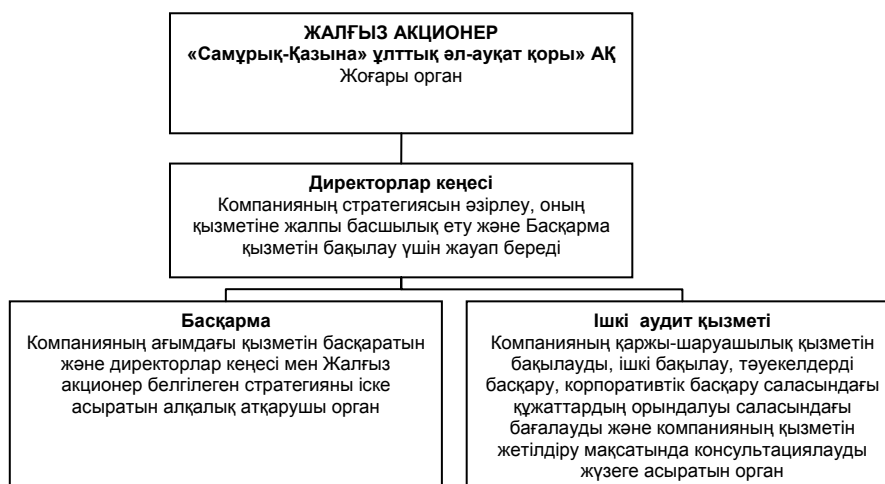 ЖАЛҒЫЗ АКЦИОНЕР
«Самұрық-Қазына» ұлттық әл-ауқат қоры» АҚ
Жоғары орган
Директорлар кеңесі
Компанияның стратегиясын әзірлеу, оның
қызметіне жалпы басшылық ету және Басқарма
қызметін бақылау үшін жауап береді
Басқарма
Компанияның ағымдағы қызметін басқаратын
және директорлар кеңесі мен Жалғыз
акционер белгілеген стратегияны іске
асыратын алқалық атқарушы орган
Ішкі аудит қызметі
Компанияның қаржы-шаруашылық қызметін
бақылауды, ішкі бақылау, тәуекелдерді
басқару, корпоративтік басқару саласындағы
құжаттардың орындалуы саласындағы
бағалауды және компанияның қызметін
жетілдіру мақсатында консультациялауды
жүзеге асыратын орган